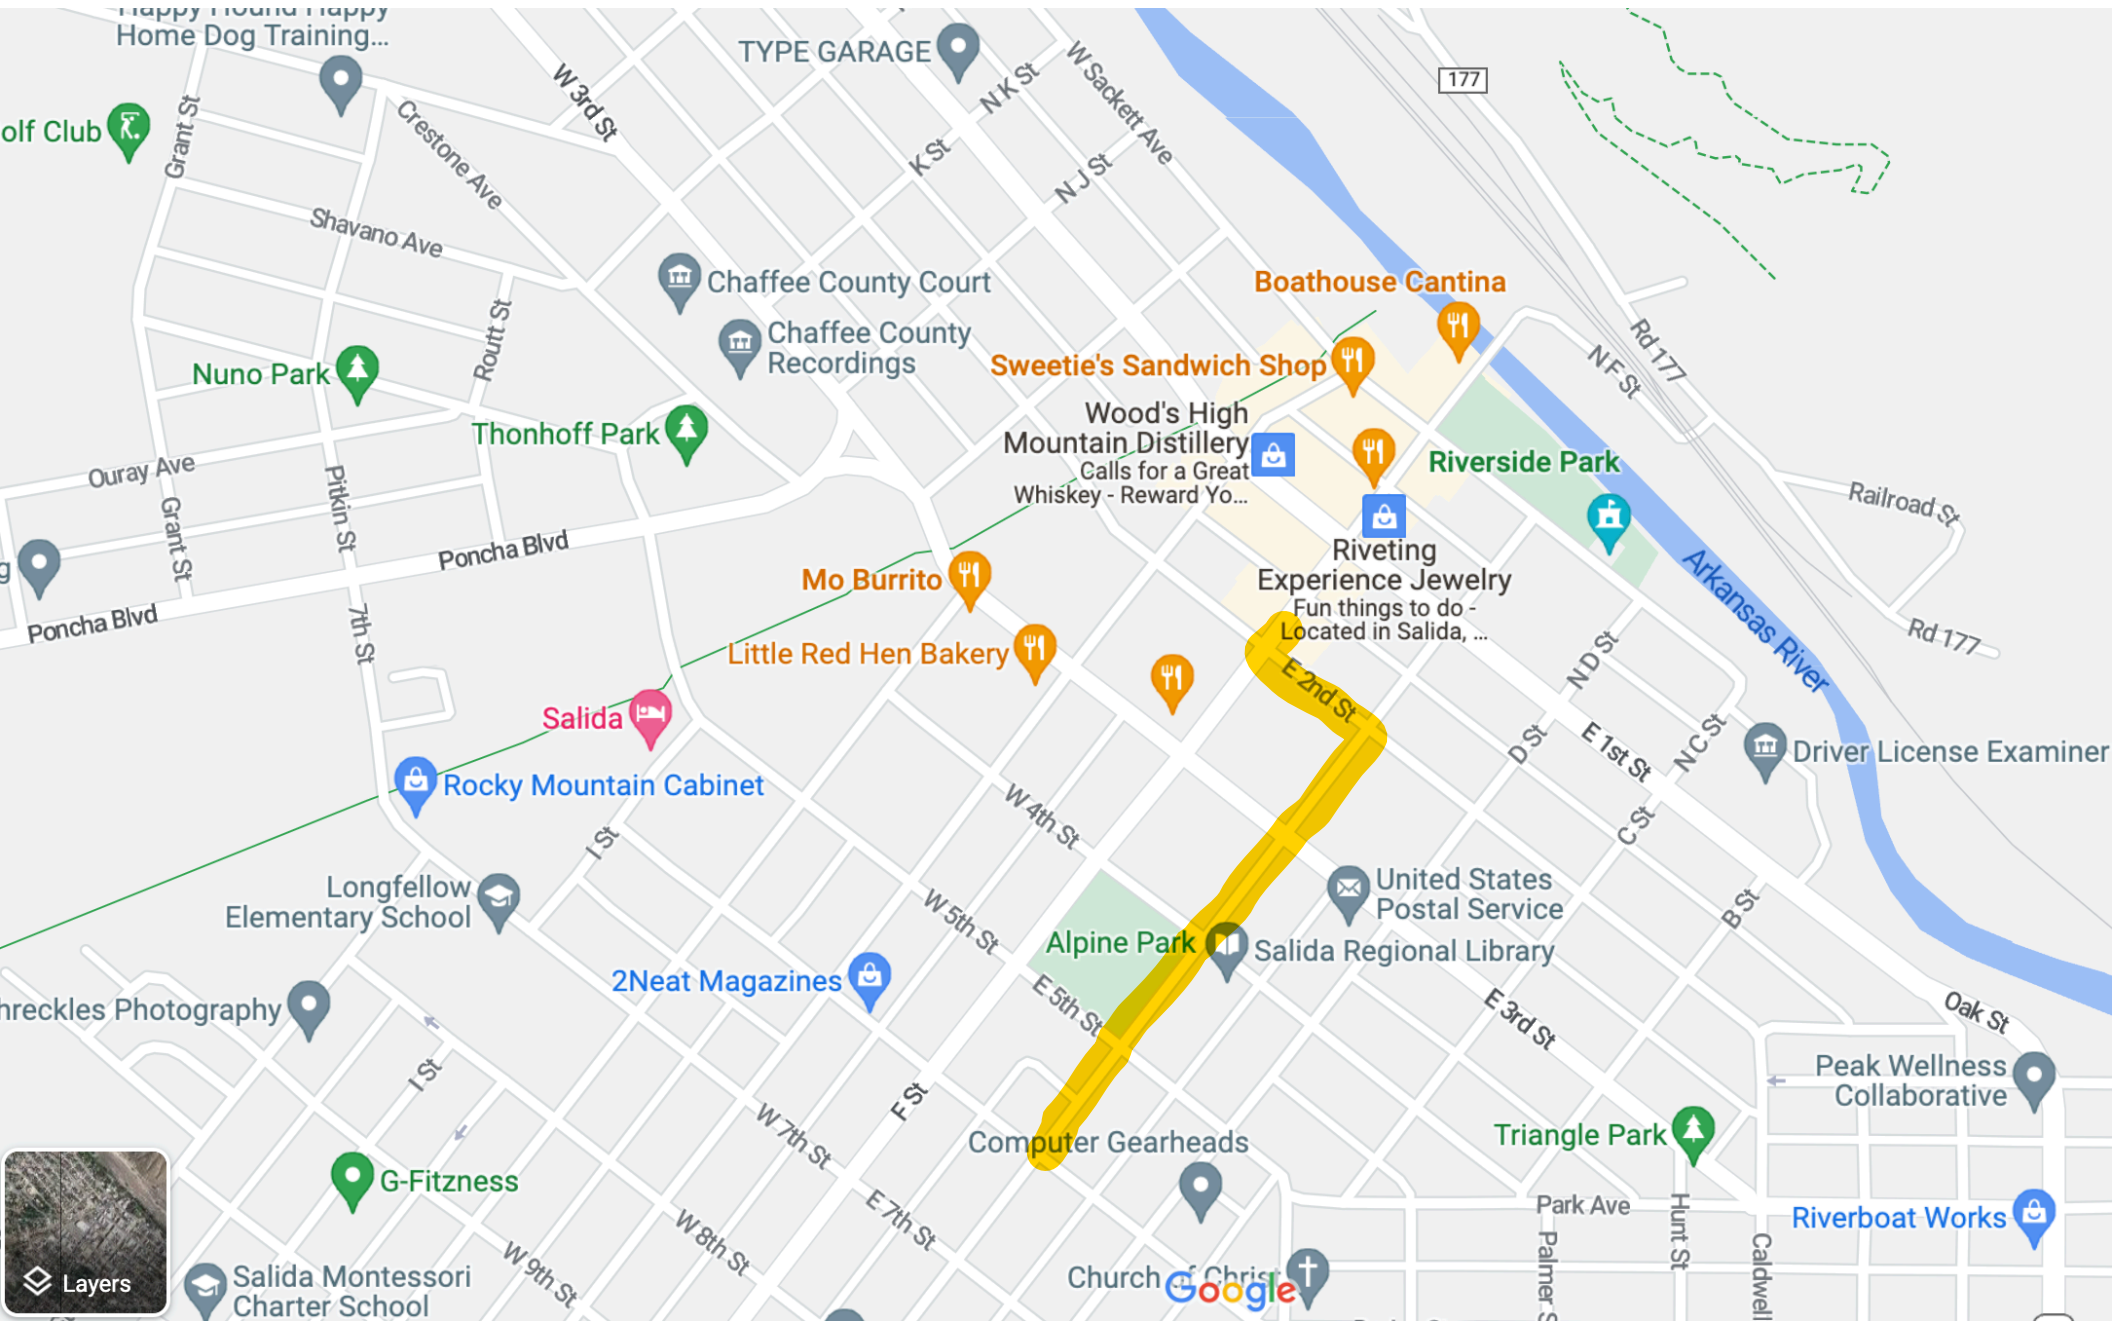 Happy Hound Happy
Home Dog Training...
TYPE GARAGE
W 3rd St
N K St
W Sackett Ave
177
olf Club
Grant St
Crestone Ave
K St
N J St
Shavano Ave
Chaffee County Court
Boathouse Cantina
Routt St
Chaffee County
Recordings
Rd 177
N F St
Nuno Park
Sweetie's Sandwich Shop
Thonhoff Park
Wood's High
Mountain Distillery
Calls for a Great
Whiskey - Reward Yo...
Riverside Park
Ouray Ave
Pitkin St
Grant St
Railroad St
Poncha Blvd
Riveting
Experience Jewelry
Fun things to do -
Located in Salida, ...
Arkansas River
g
Mo Burrito
Poncha Blvd
7th St
Rd 177
Little Red Hen Bakery
E 2nd St
N D St
Salida
D St
E 1st St
N C St
Driver License Examiner
Rocky Mountain Cabinet
W 4th St
I St
C St
Longfellow
Elementary School
United States
Postal Service
W 5th St
B St
Alpine Park
Salida Regional Library
2Neat Magazines
E 5th St
hreckles Photography
E 3rd St
Oak St
I St
F St
Peak Wellness
Collaborative
W 7th St
Computer Gearheads
Triangle Park
G-Fitzness
E 7th St
Park Ave
Hunt St
Riverboat Works
W 8th St
W 9th St
Palmer S
Caldwell
Layers
Salida Montessori
Charter School
Church of Christ
Google